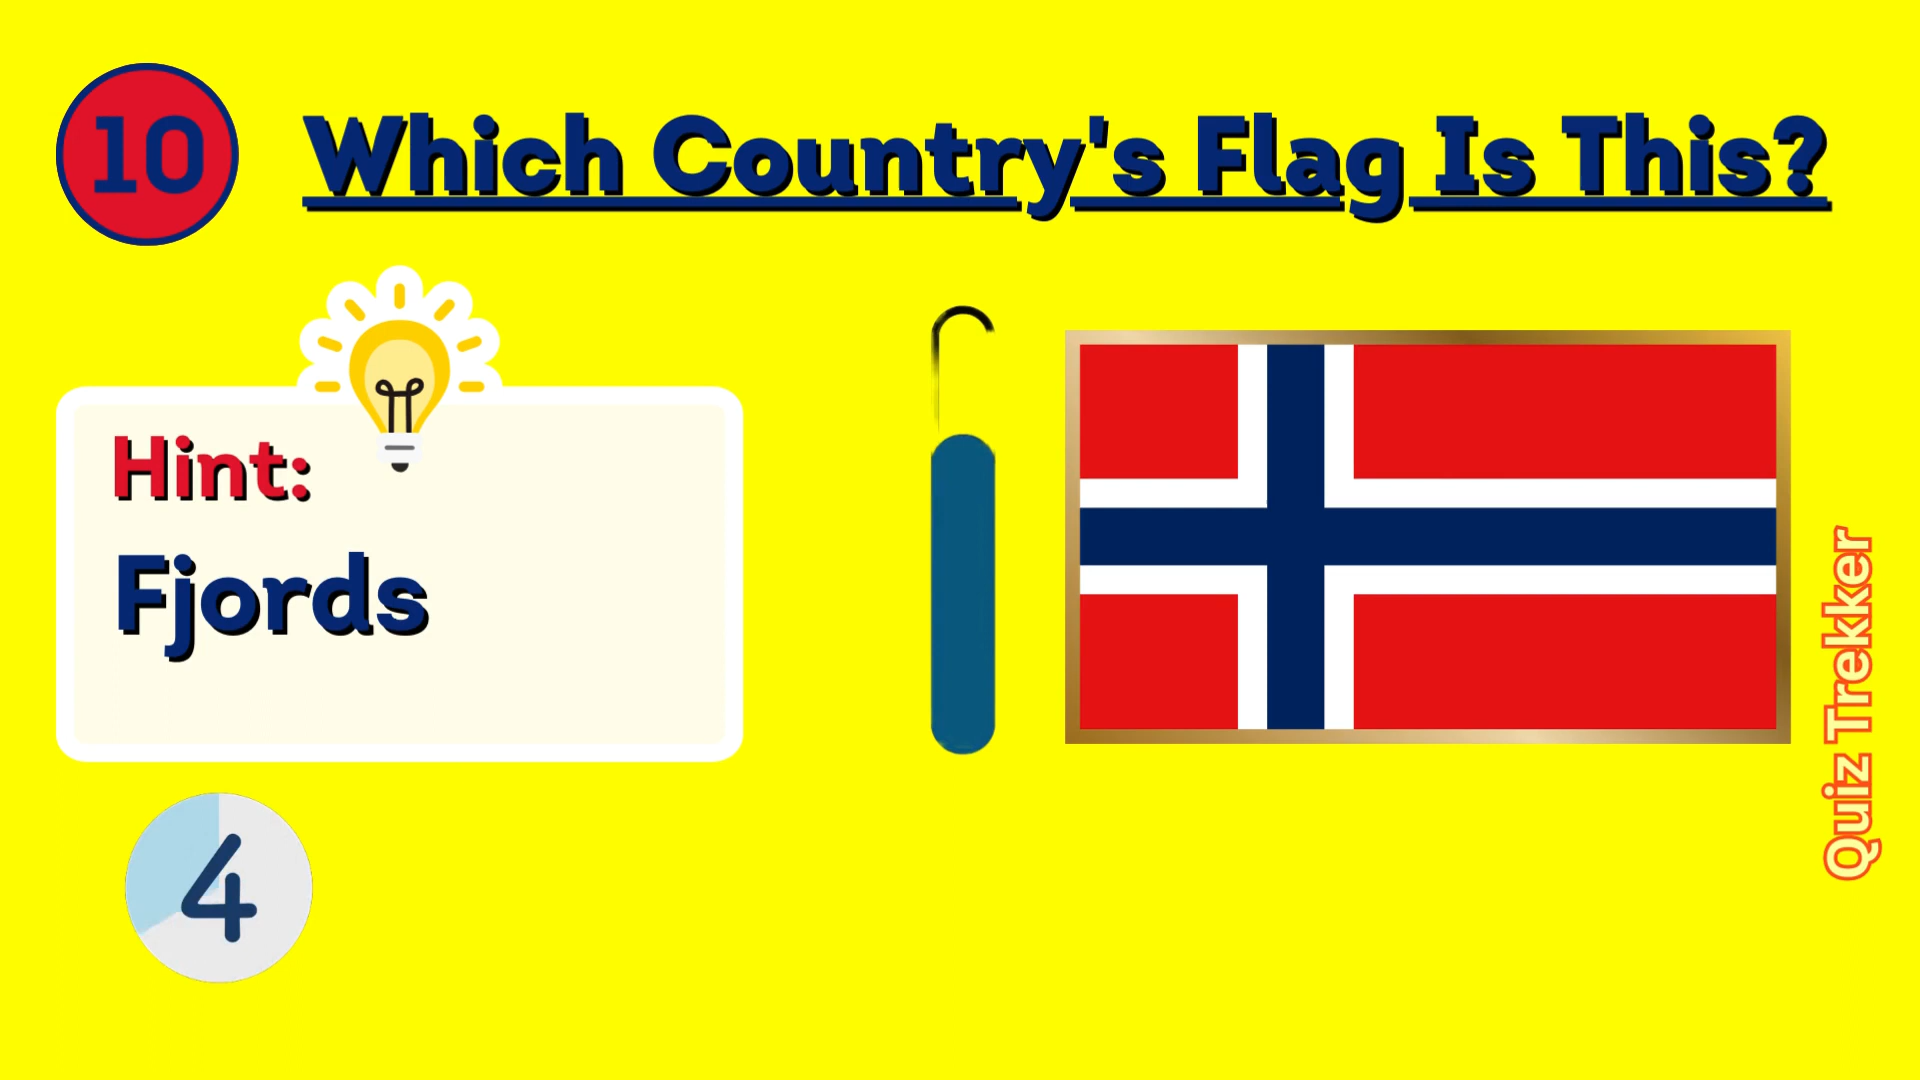 10
Which Country's Flag Is This?
Hint:
Fjords
4
Quiz Trekker